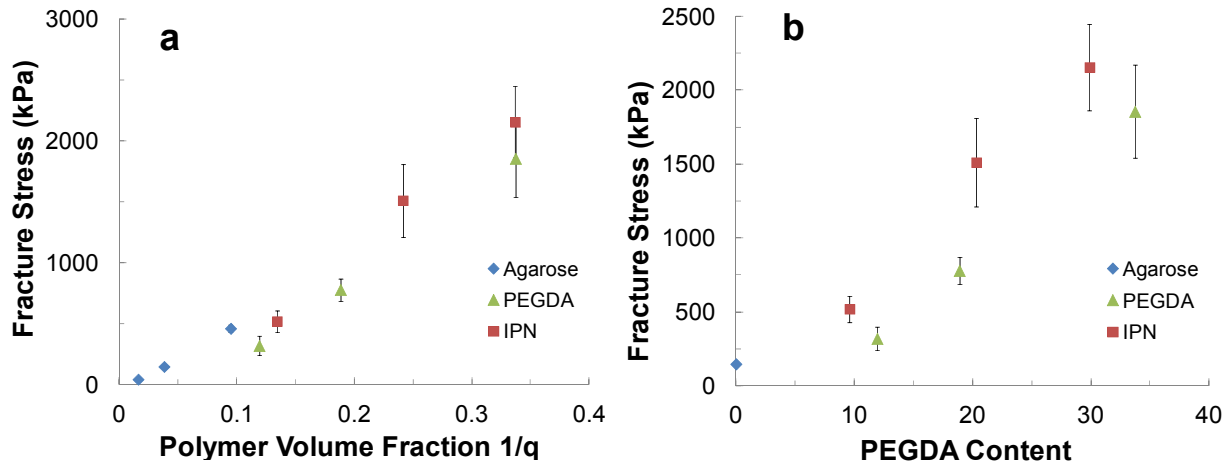 a
Fracture Stress (kPa)
3000
2000
1000
0
0 0.1 0.2 0.3 0.4
Polymer Volume Fraction 1/q
Agarose
PEGDA
IPN
b
Fracture Stress (kPa)
2500
2000
1500
1000
500
0
0 10 20 30 40
PEGDA Content
Agarose
PEGDA
IPN